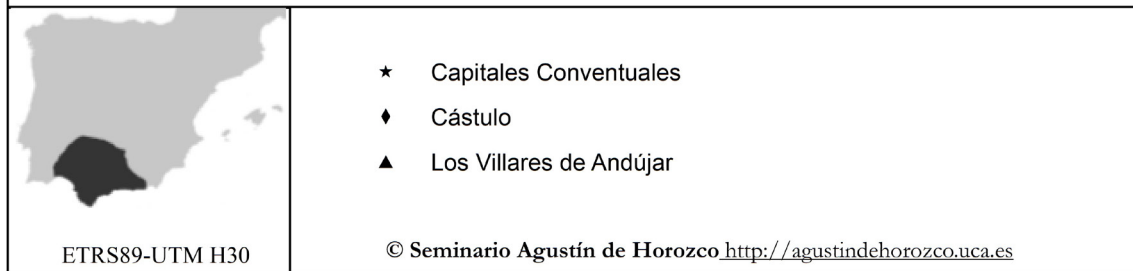 Capitales Conventuales
Cástulo
Los Villares de Andújar
ETRS89-UTM H30
© Seminario Agustín de Horozco http://agustindehorozco.uca.es